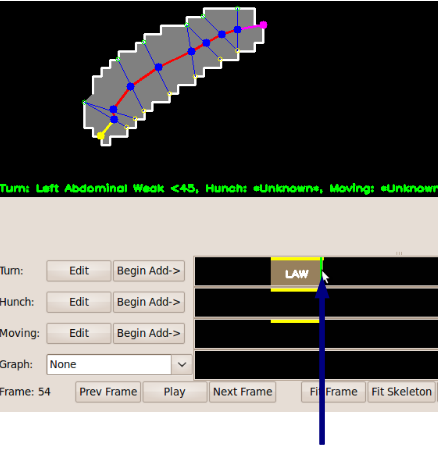 Turn: Left Abdominal Weak <45, Hunch: *Unknown*, Moving: *Unknown
LAW
Turn: Edit Begin Add->
Hunch: Edit Begin Add->
Moving: Edit Begin Add->
Graph: None
Frame: 54 Prev Frame Play Next Frame Fit Frame Fit Skeleton